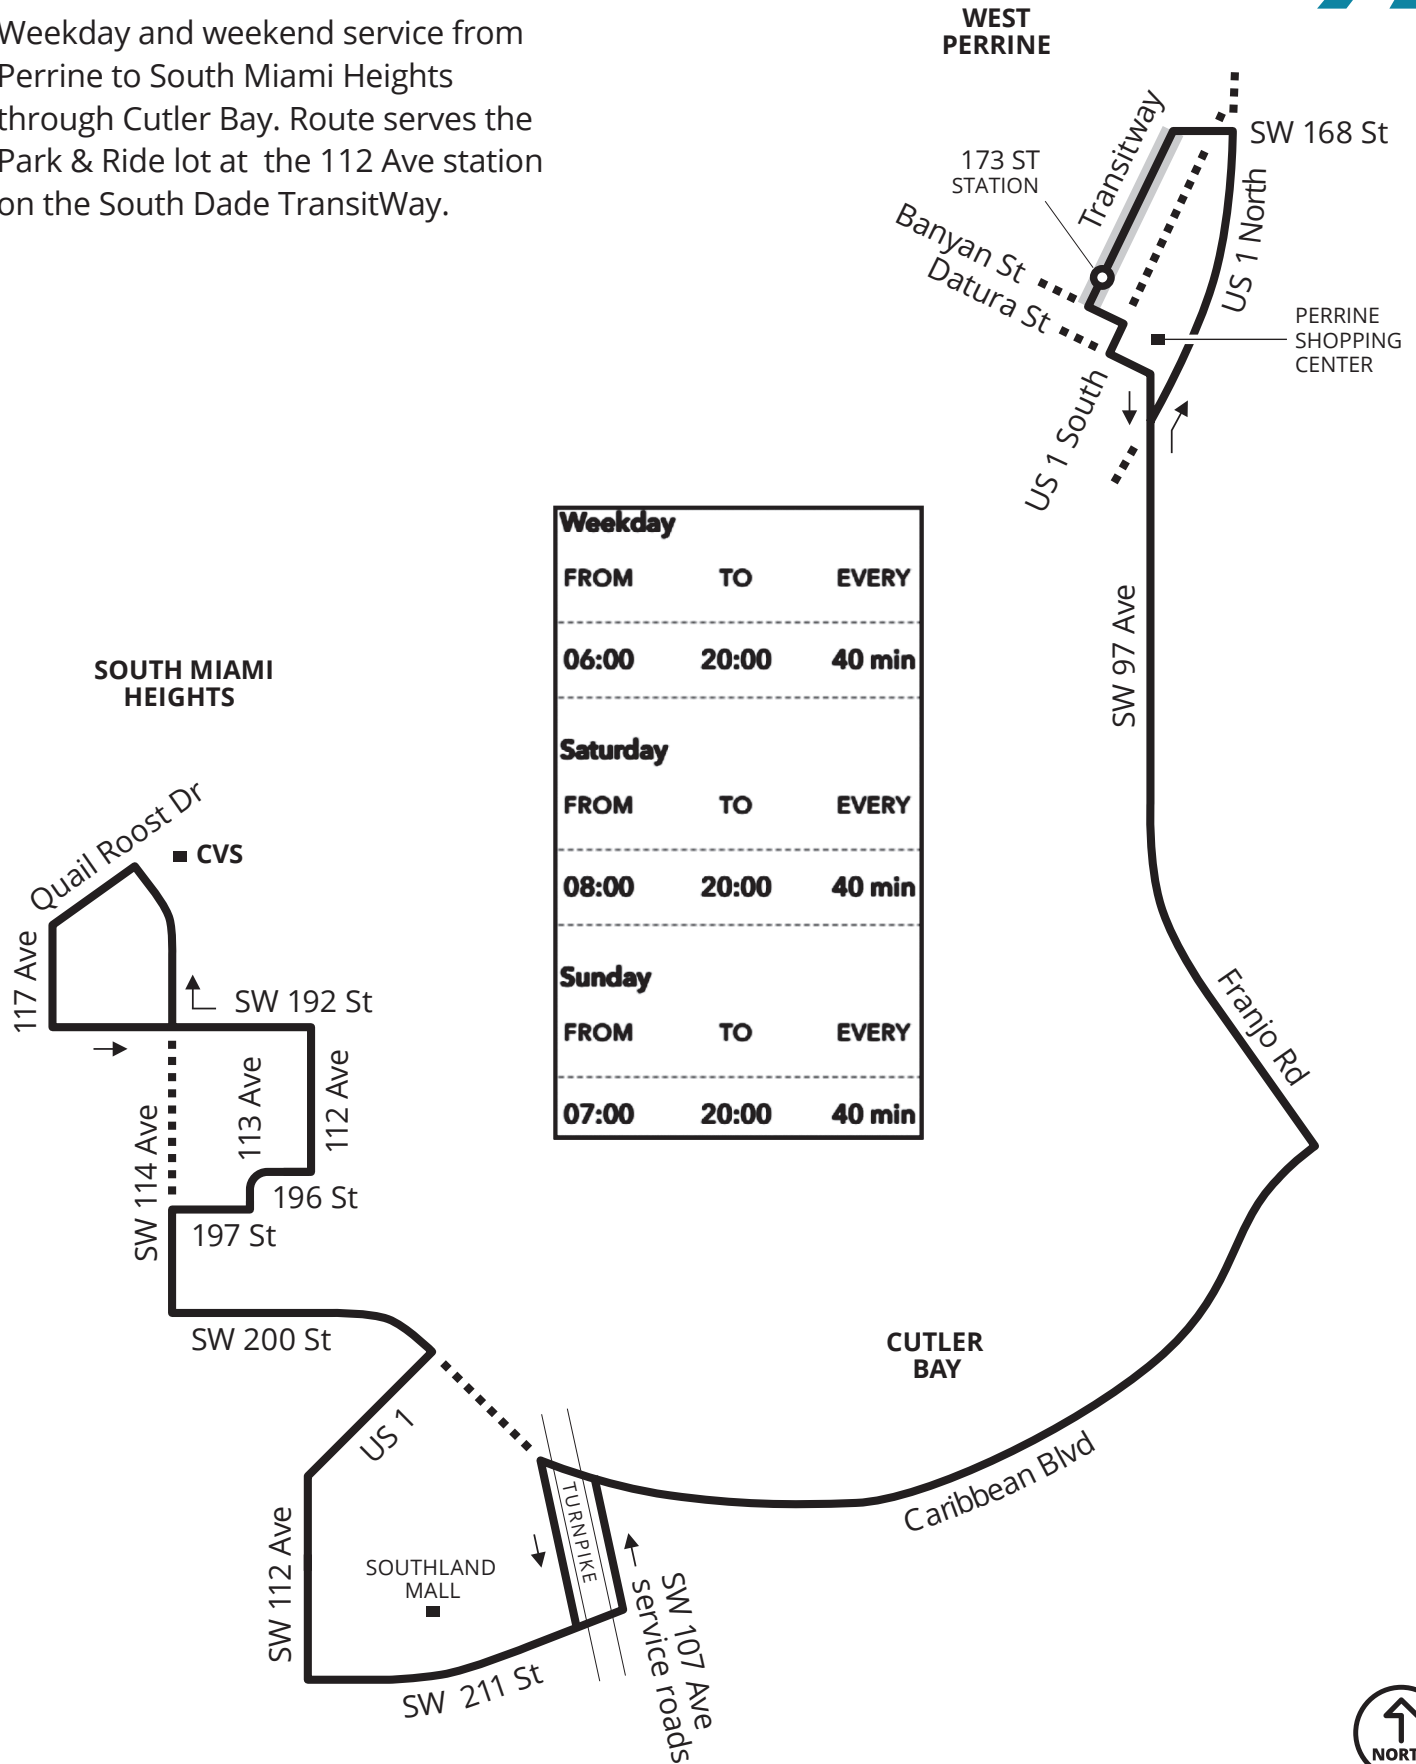 Weekday and weekend service from
Perrine to South Miami Heights
through Cutler Bay. Route serves the
Park & Ride lot at the 112 Ave station
on the South Dade TransitWay.
WEST
PERRINE
SW 168 St
Transitway
173 ST
STATION
Banyan St
Datura St
US 1 North
PERRINE
SHOPPING
CENTER
US 1 South
SW 97 Ave
Weekday
FROM TO EVERY
06:00 20:00 40 min
Saturday
FROM TO EVERY
08:00 20:00 40 min
Sunday
FROM TO EVERY
07:00 20:00 40 min
SOUTH MIAMI
HEIGHTS
Quail Roost Dr
CVS
117 Ave
SW 192 St
113 Ave
112 Ave
SW 114 Ave
196 St
197 St
SW 200 St
Franjo Rd
CUTLER
BAY
US 1
Caribbean Blvd
TURNPIKE
SW 112 Ave
SOUTHLAND
MALL
SW 211 St
SW 107 Ave
service roads
NORT